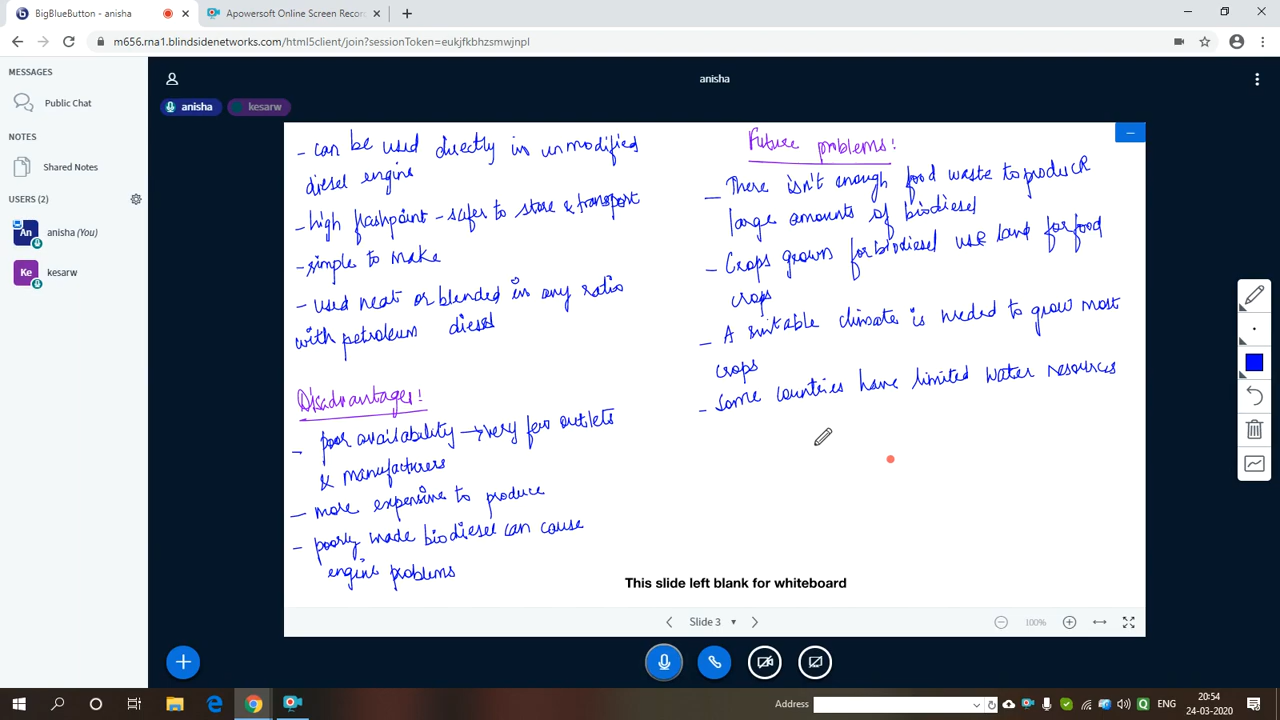 BigBlueButton - anisha
Apowersoft Online Screen Recor
m656.rna1.blindsidenetworks.com/html5client/join?sessionToken=eukjfkbhzsmwjnpl
MESSAGES
Public Chat
NOTES
Shared Notes
USERS (2)
An
anisha (You)
Ke
kesarw
anisha
anisha
kesarw
- can be used directly in unmodified
diesel engine
- high flashpoint - safer to store & transport
- simple to make
- used neat or blended in any ratio
with petroleum diesel
Disadvantages!
- poor availability → very few outlets
& manufacturers
- more expensive to produce
- poorly made biodiesel can cause
engine problems
Future problems!
- There isn't enough food waste to produce
large amounts of biodiesel
- Crops grown for biodiesel use land for food
crops
- A suitable climate is needed to grow most
crops
- Some countries have limited water resources
This slide left blank for whiteboard
Slide 3
100%
Address
ENG
20:54
24-03-2020